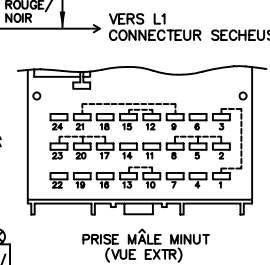 ROUGE/
NOIR
VERS L1
CONNECTEUR SECHEUS
24 21 18 15 12 9 6 3
23 20 17 14 11 8 5 2
22 19 16 13 10 7 4 1
PRISE MÂLE MINUT
(VUE EXTR)